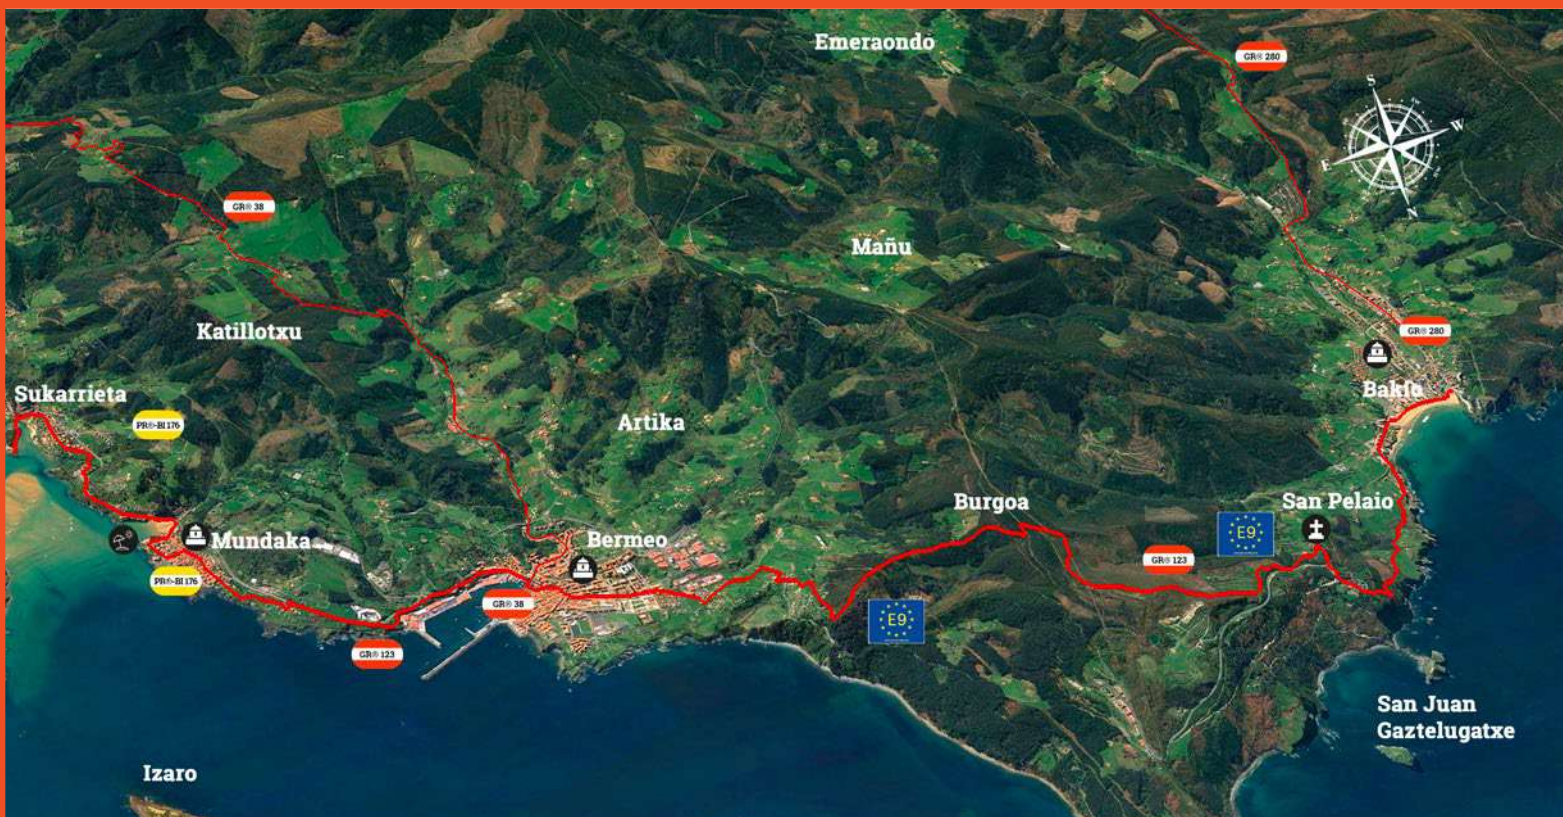 Emeraondo
GR® 280
S
W
E
N
GR® 38
Mañu
Katillotxu
GR® 280
Bakio
Sukarrieta
PR®-BI 176
Artika
Burgoa
San Pelaio
E9
Mundaka
Bermeo
GR® 123
PR®-BI 176
GR® 38
E9
GR® 123
San Juan
Gaztelugatxe
Izaro